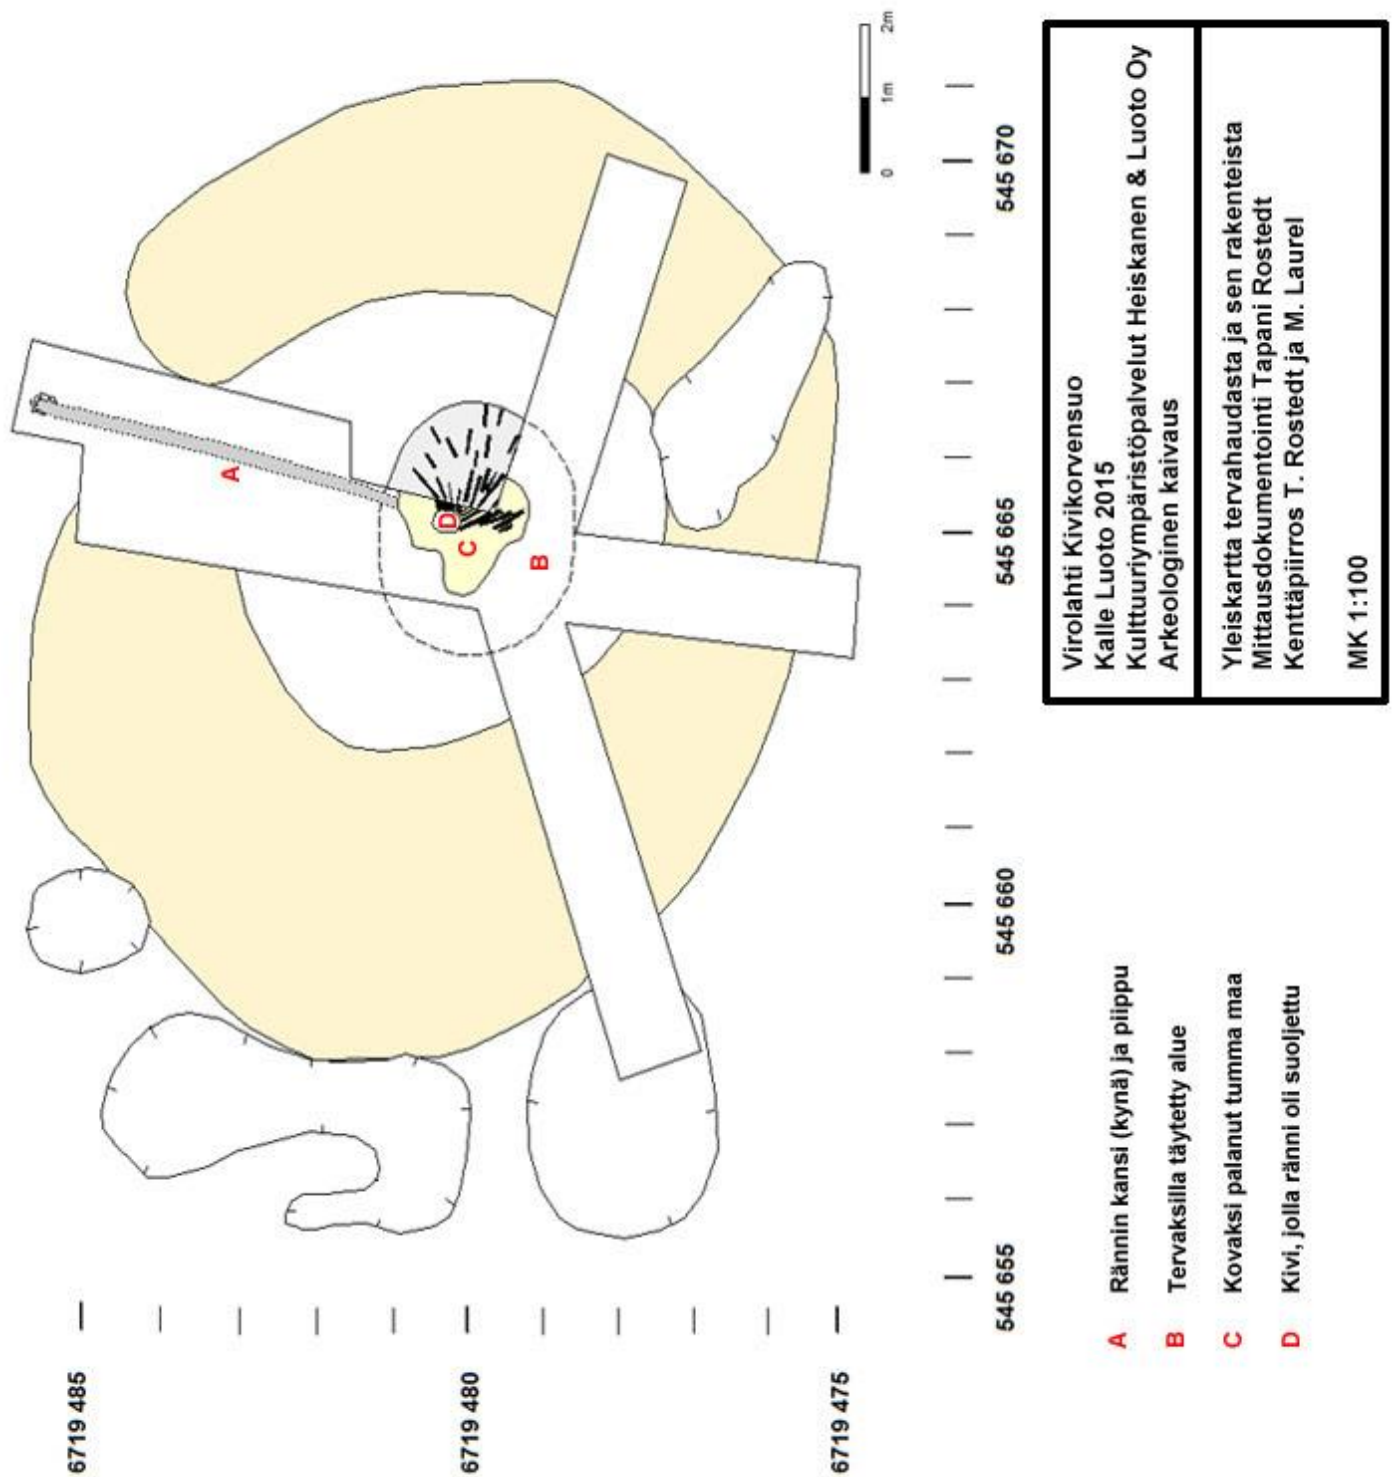 6719 485
6719 480
6719 475
A
B
C
D
545 655
545 660
545 665
545 670
0 1m 2m
A Rännin kansi (kynä) ja piippu
B Tervaksilla täytetty alue
C Kovaksi palanut tumma maa
D Kivi, jolla ränni oli suoljettu
Virolahti Kivikorvensuo
Kalle Luoto 2015
Kulttuuriympäristöpalvelut Heiskanen & Luoto Oy
Arkeologinen kaivaus
Yleiskartta tervahaudasta ja sen rakenteista
Mittausdokumentointi Tapani Rostedt
Kenttäpiirros T. Rostedt ja M. Laurel
MK 1:100